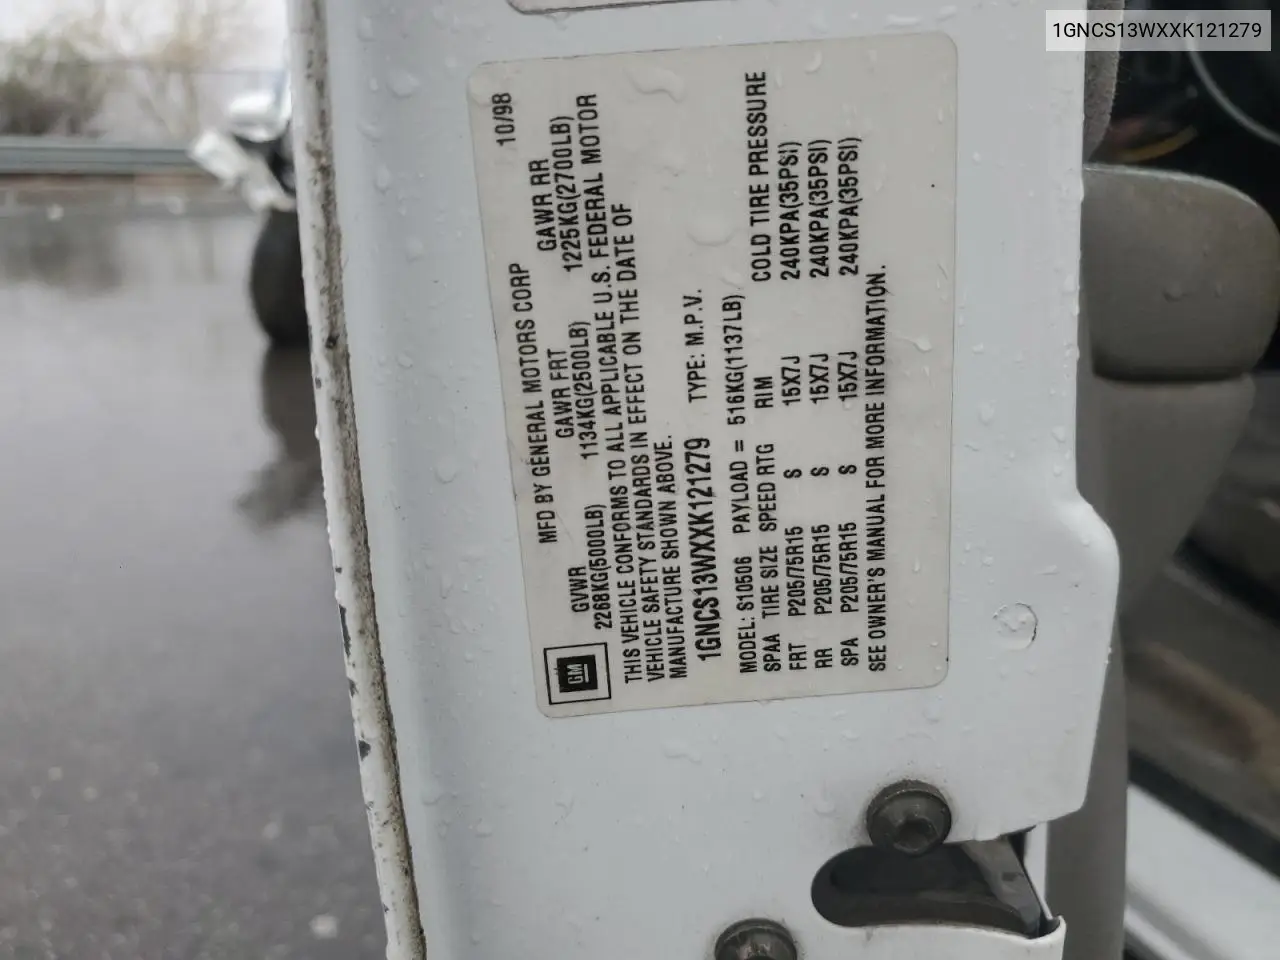 1GNCS13WXXK121279
MFD BY GENERAL MOTORS CORP 10/98
GVWR GAWR FRT GAWR RR
2268KG(5000LB) 1134KG(2500LB) 1225KG(2700LB)
THIS VEHICLE CONFORMS TO ALL APPLICABLE U.S. FEDERAL MOTOR
VEHICLE SAFETY STANDARDS IN EFFECT ON THE DATE OF
MANUFACTURE SHOWN ABOVE.
1GNCS13WXXK121279 TYPE: M.P.V.
MODEL: S10506 PAYLOAD = 516KG(1137LB)
SPAA TIRE SIZE SPEED RTG RIM COLD TIRE PRESSURE
FRT P205/75R15 S 15X7J 240KPA(35PSI)
RR P205/75R15 S 15X7J 240KPA(35PSI)
SPA P205/75R15 S 15X7J 240KPA(35PSI)
SEE OWNER'S MANUAL FOR MORE INFORMATION.
GM